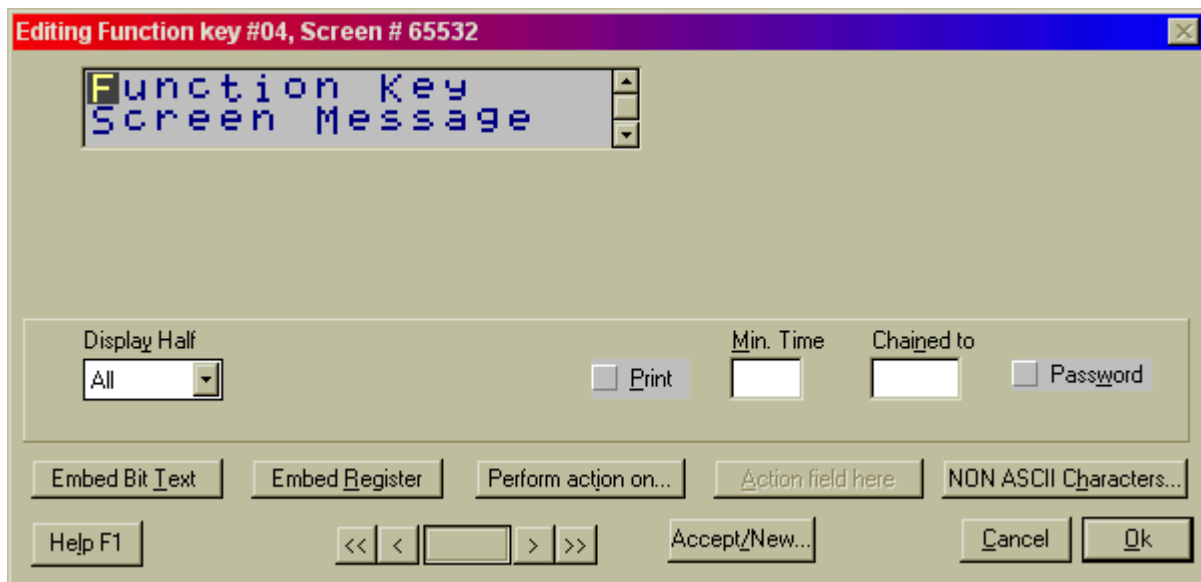 Editing Function key #04, Screen # 65532
Function Key
Screen Message
Display Half
Min. Time
Chained to
All
Print
Password
Embed Bit Text
Embed Register
Perform action on...
Action field here
NON ASCII Characters...
Help F1
<<
<
>
>>
Accept/New...
Cancel
Ok